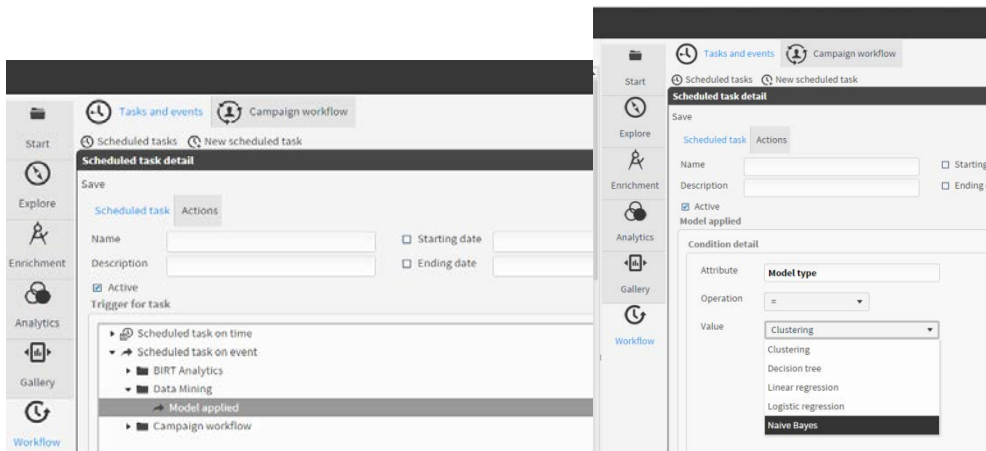 Tasks and events Campaign workflow
Start
Scheduled tasks New scheduled task
Scheduled task detail
Save
Explore
Scheduled task Actions
Name Starting date
Enrichment
Description Ending date
Active
Trigger for task
Analytics
Scheduled task on time
Scheduled task on event
BIRT Analytics
Gallery
Data Mining
Model applied
Campaign workflow
Workflow
Tasks and events Campaign workflow
Start
Scheduled tasks New scheduled task
Scheduled task detail
Save
Explore
Scheduled task Actions
Name Starting
Enrichment
Description Ending
Active
Model applied
Analytics
Condition detail
Attribute Model type
Gallery
Operation =
Value Clustering
Workflow
Clustering
Decision tree
Linear regression
Logistic regression
Naive Bayes